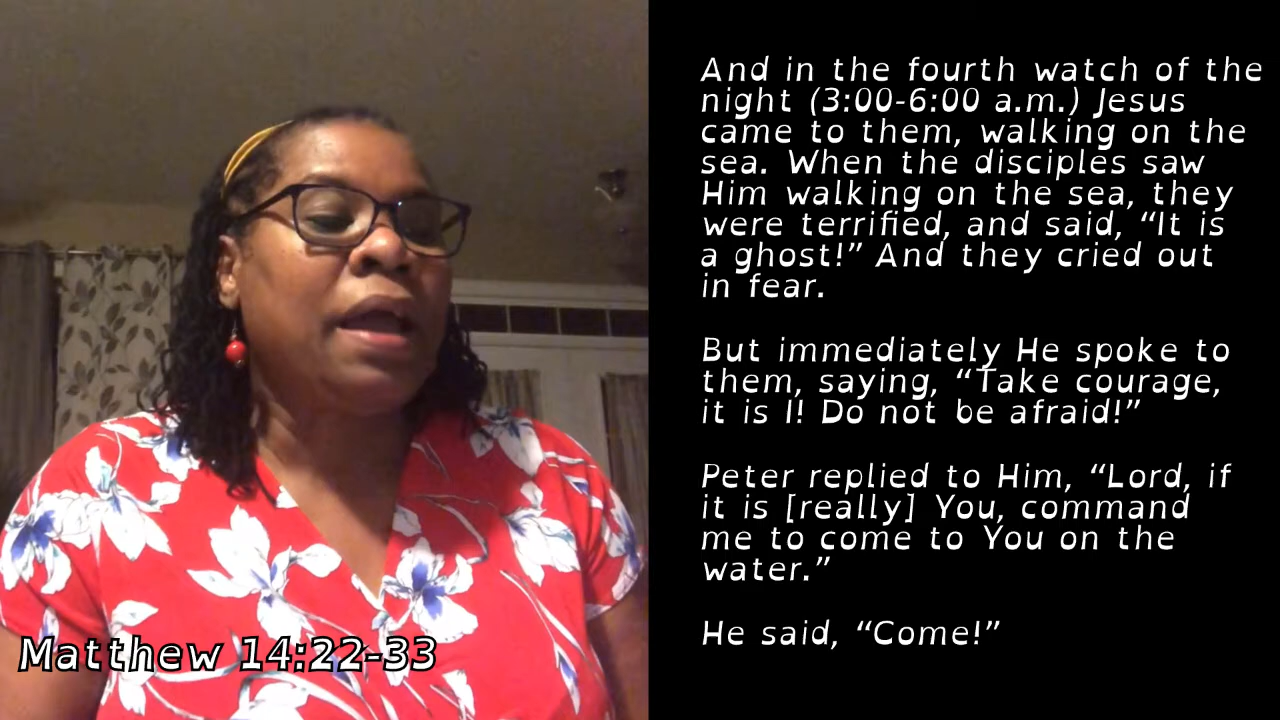 And in the fourth watch of the
night (3:00-6:00 a.m.) Jesus
came to them, walking on the
sea. When the disciples saw
Him walking on the sea, they
were terrified, and said, “It is
a ghost!” And they cried out
in fear.
But immediately He spoke to
them, saying, “Take courage,
it is I! Do not be afraid!”
Peter replied to Him, “Lord, if
it is [really] You, command
me to come to You on the
water.”
He said, “Come!”
Matthew 14:22-33